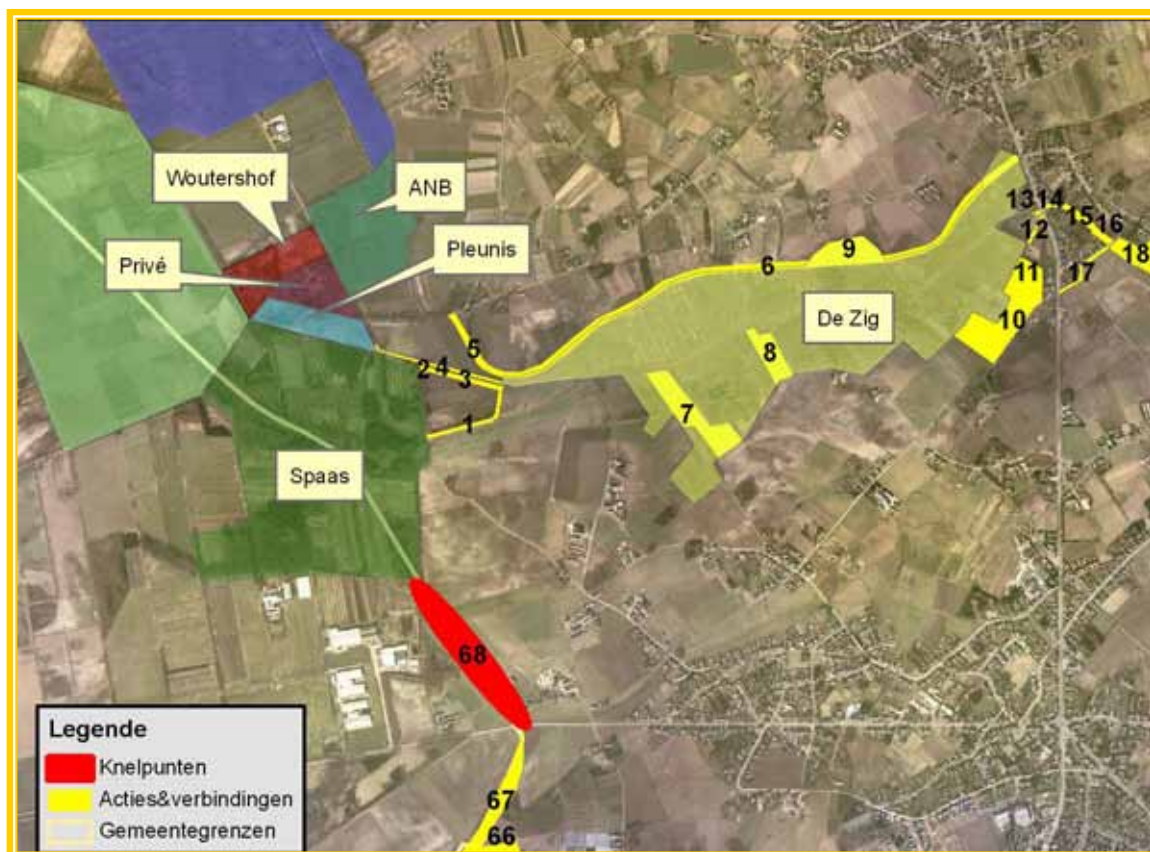 Woutershof
ANB
Pleunis
Privé
13
14
15
16
12
18
9
6
11
17
De Zig
10
5
2
4
3
8
7
1
Spaas
68
67
66
Legende
Knelpunten
Acties&verbindingen
Gemeentegrenzen